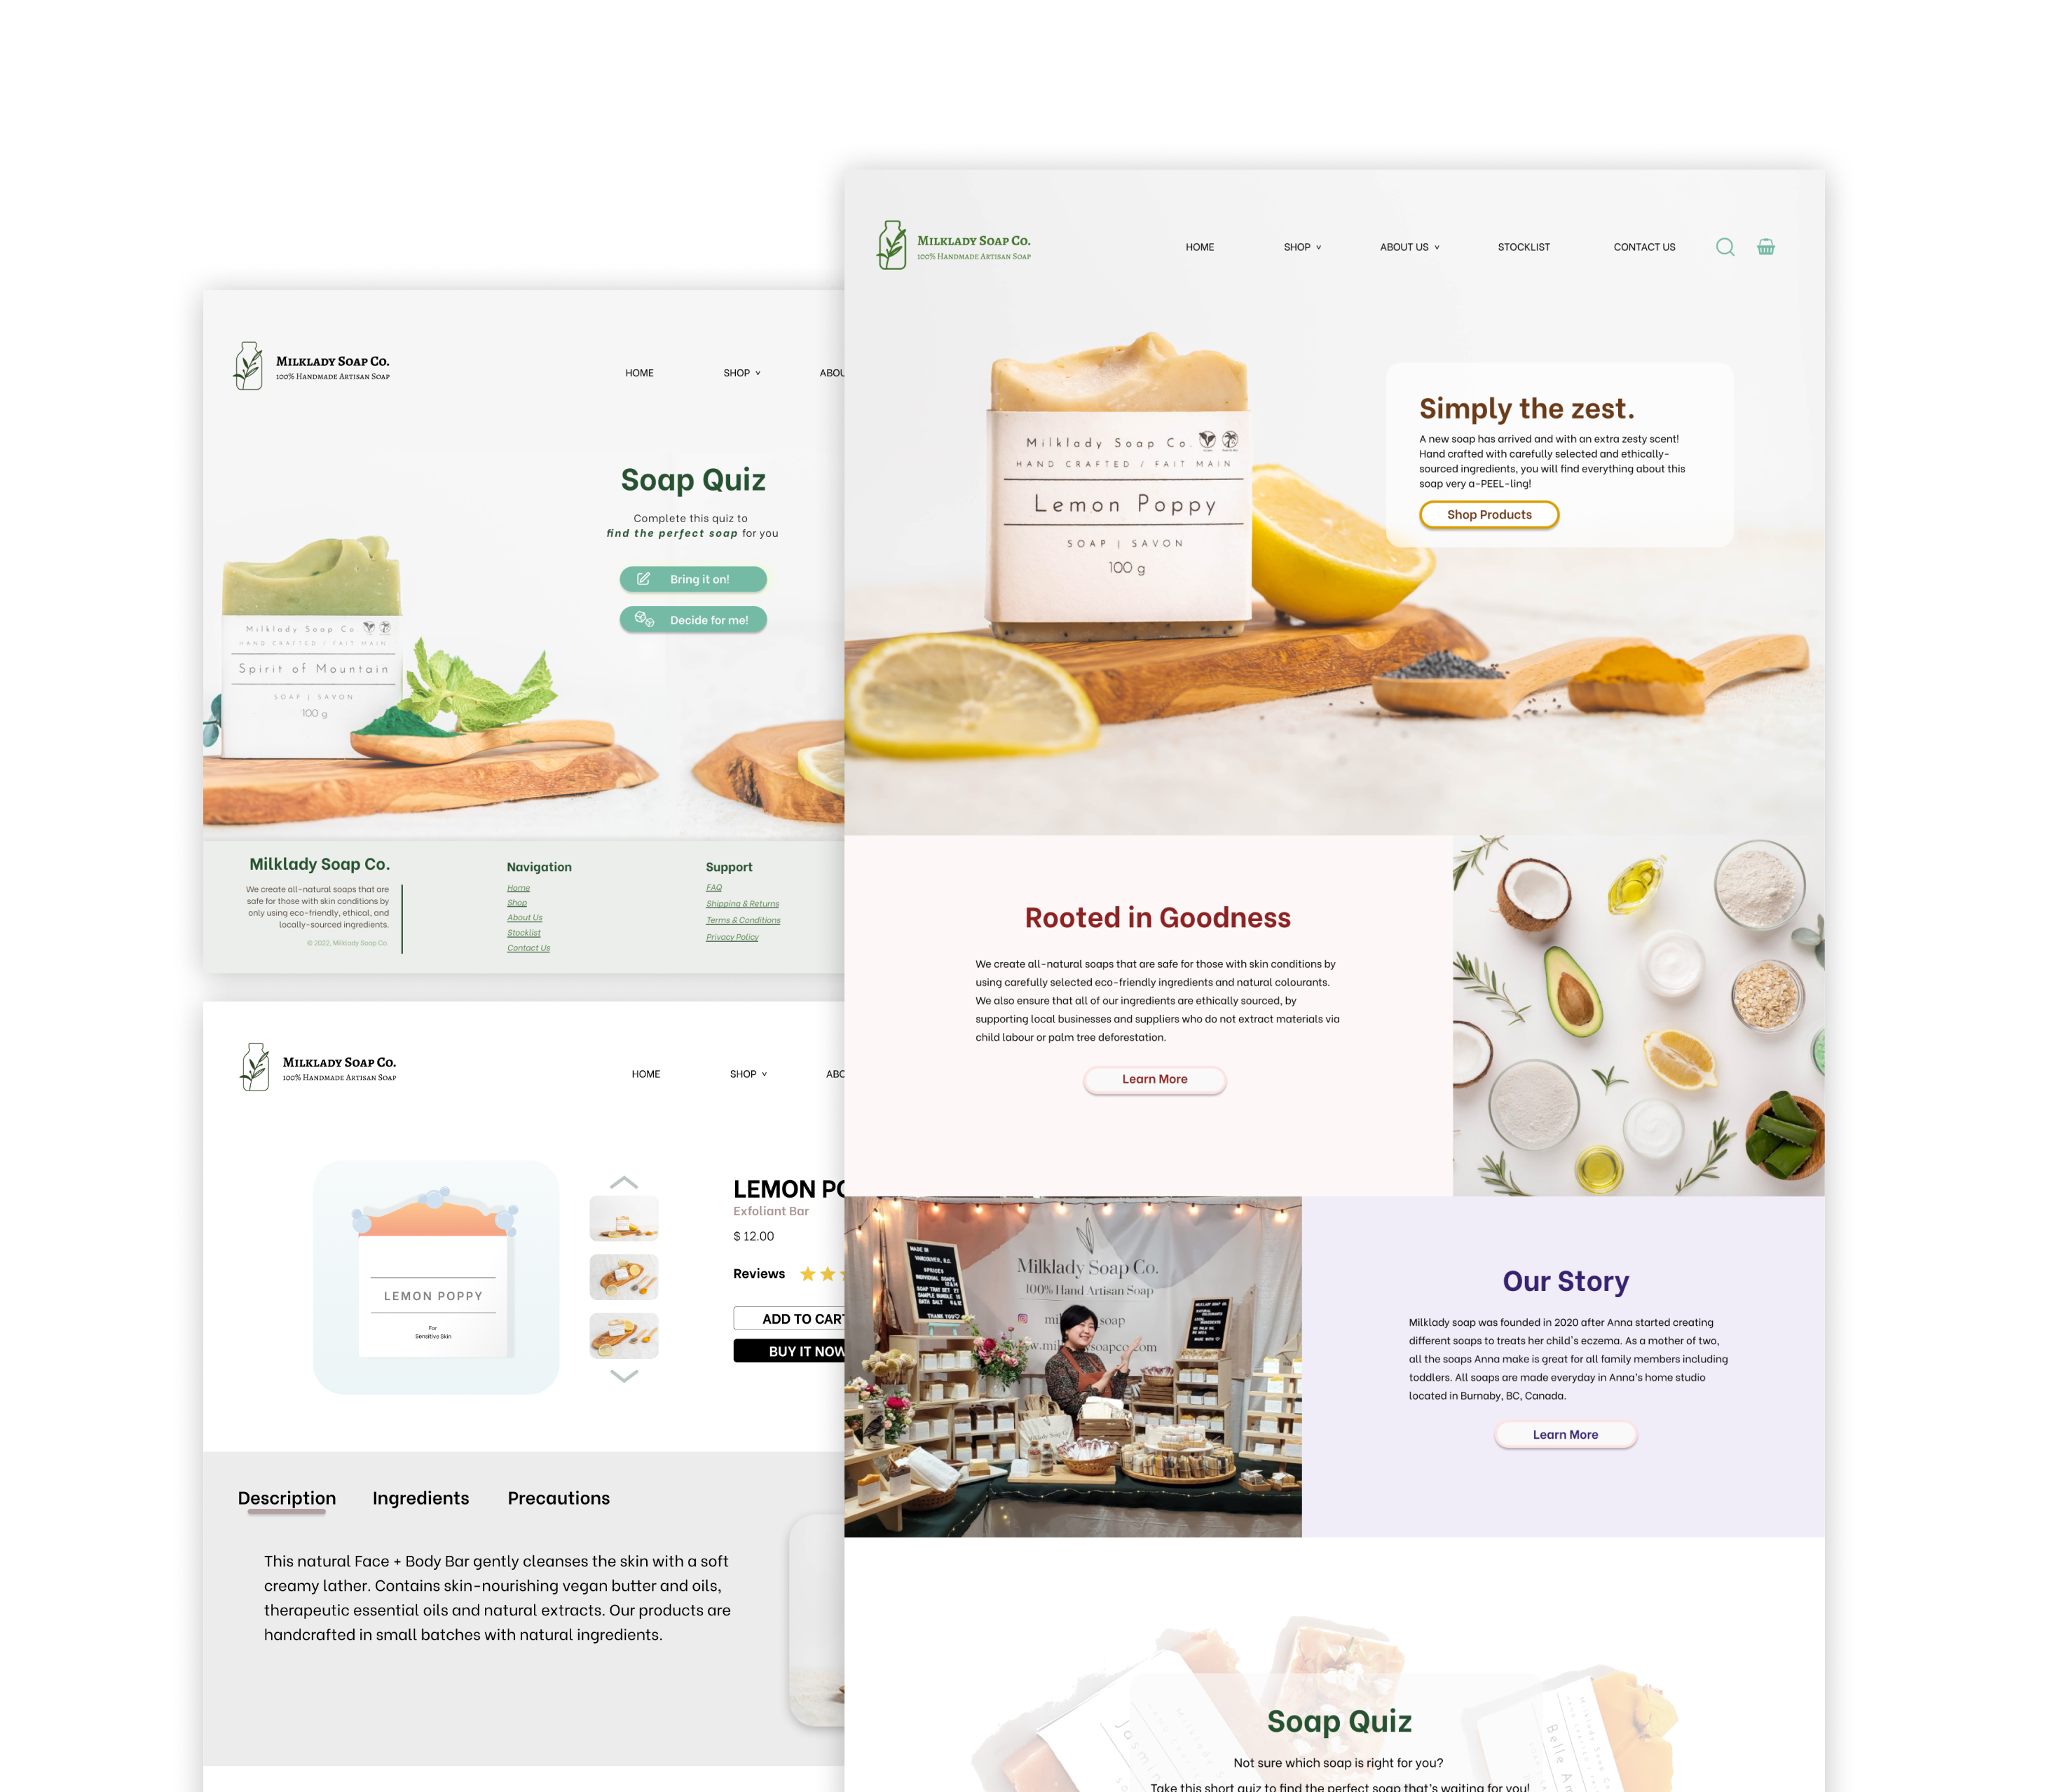 MILKLADY SOAP CO.
100% HANDMADE ARTISAN SOAP
HOME
SHOP
ABOU
Soap Quiz
Complete this quiz to
find the perfect soap for you
Bring it on!
Decide for me!
Milklady Soap Co
HAND CRAFTED / FAIT MAIN
Spirit of Mountain
SOAP | SAVON
100 g
Milklady Soap Co.
We create all-natural soaps that are
safe for those with skin conditions by
only using eco-friendly, ethical, and
locally-sourced ingredients.
© 2022, Milklady Soap Co.
Navigation
Home
Shop
About Us
Stocklist
Contact Us
Support
FAQ
Shipping & Returns
Terms & Conditions
Privacy Policy
MILKLADY SOAP CO.
100% HANDMADE ARTISAN SOAP
HOME
SHOP
ABO
LEMON POPPY
For
Sensitive Skin
LEMON PO
Exfoliant Bar
$ 12.00
Reviews
ADD TO CART
BUY IT NOW
Description
Ingredients
Precautions
This natural Face + Body Bar gently cleanses the skin with a soft
creamy lather. Contains skin-nourishing vegan butter and oils,
therapeutic essential oils and natural extracts. Our products are
handcrafted in small batches with natural ingredients.
MILKLADY SOAP CO.
100% HANDMADE ARTISAN SOAP
HOME
SHOP
ABOUT US
STOCKLIST
CONTACT US
Milklady Soap Co.
HAND CRAFTED / FAIT MAIN
Lemon Poppy
SOAP | SAVON
100 g
Simply the zest.
A new soap has arrived and with an extra zesty scent!
Hand crafted with carefully selected and ethically-
sourced ingredients, you will find everything about this
soap very a-PEEL-ling!
Shop Products
Rooted in Goodness
We create all-natural soaps that are safe for those with skin conditions by
using carefully selected eco-friendly ingredients and natural colourants.
We also ensure that all of our ingredients are ethically sourced, by
supporting local businesses and suppliers who do not extract materials via
child labour or palm tree deforestation.
Learn More
MADE IN
VANCOUVER, B.C.
THANK YOU
Milklady Soap Co.
100% Hand Artisan Soap
soap
Our Story
Milklady soap was founded in 2020 after Anna started creating
different soaps to treats her child's eczema. As a mother of two,
all the soaps Anna make is great for all family members including
toddlers. All soaps are made everyday in Anna's home studio
located in Burnaby, BC, Canada.
Learn More
Soap Quiz
Not sure which soap is right for you?
Take this short quiz to find the perfect soap that's waiting for you!